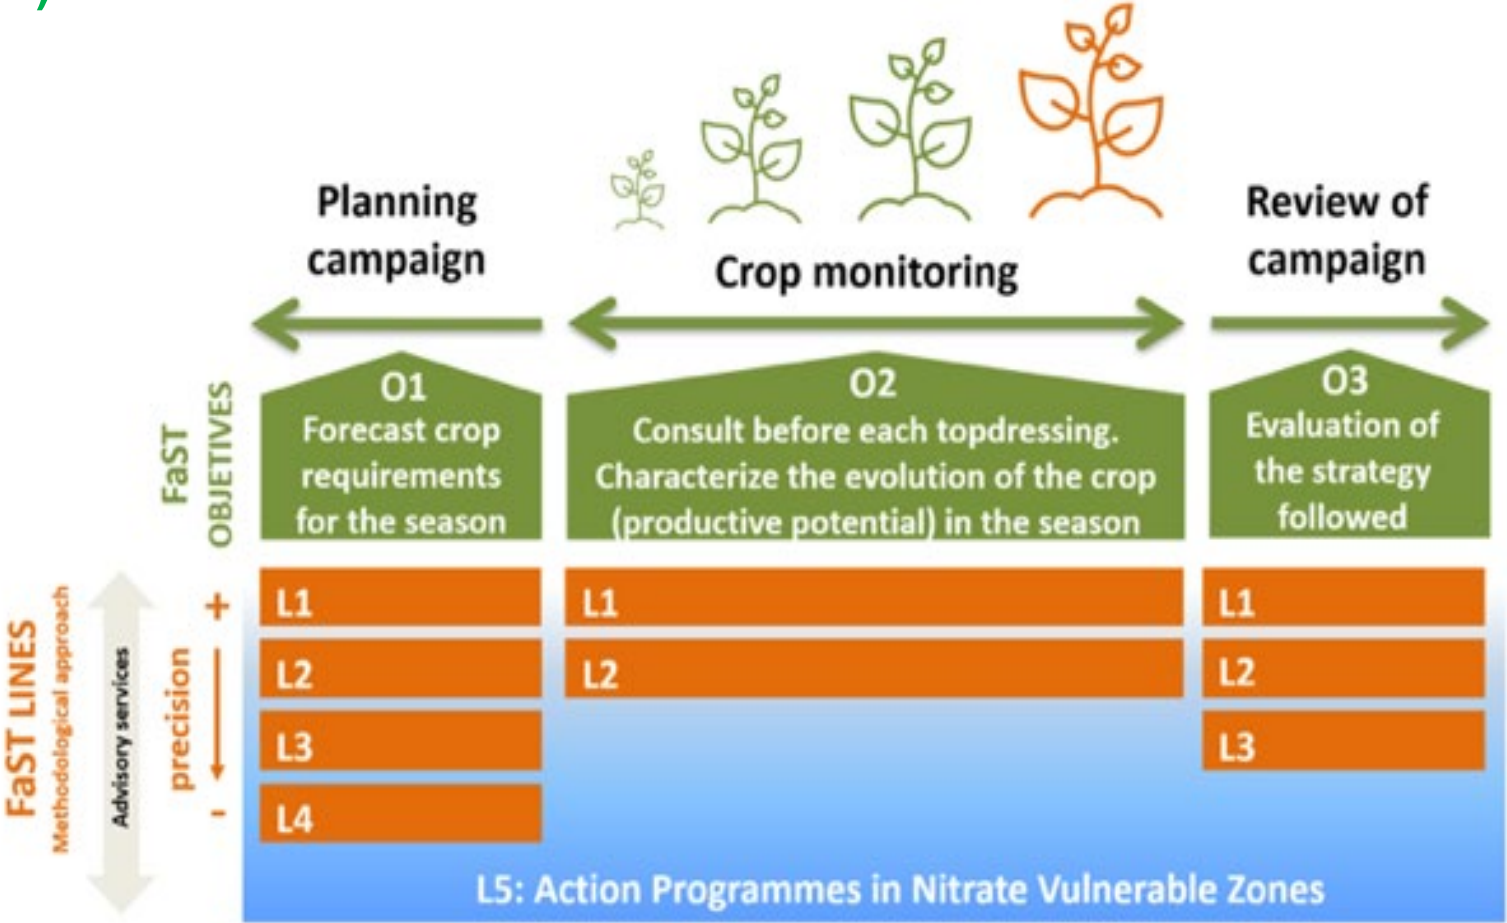 Planning
campaign
Crop monitoring
Review of
campaign
FaST
OBJETIVES
O1
Forecast crop
requirements
for the season
O2
Consult before each topdressing.
Characterize the evolution of the crop
(productive potential) in the season
O3
Evaluation of
the strategy
followed
FaST LINES
Methodological approach
Advisory services
precision
+
-
L1
L2
L3
L4
L1
L2
L1
L2
L3
L5: Action Programmes in Nitrate Vulnerable Zones